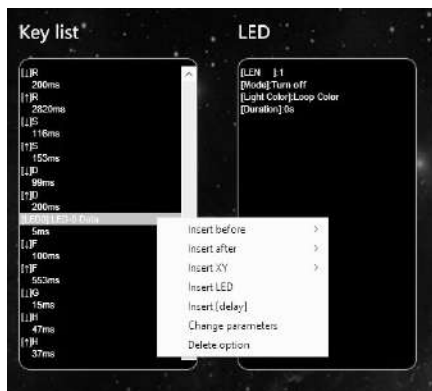 Key list
[↓]R
200ms
[↑]R
2820ms
[↓]S
116ms
[↑]S
153ms
[↓]D
99ms
[↑]D
200ms
[LED0]LED-0 Data
5ms
[↓]F
100ms
[↑]F
553ms
[↓]G
15ms
[↓]H
47ms
[↑]H
37ms
LED
[LEN ]:1
[Mode]:Turn off
[Light Color]:Loop Color
[Duration]:0s
Insert before >
Insert after >
Insert XY >
Insert LED
Insert [delay]
Change parameters
Delete option